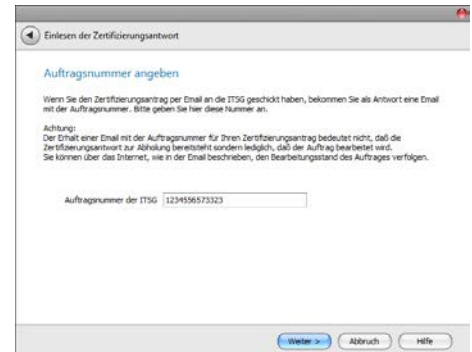 Einlesen der Zertifizierungsantwort
Auftragsnummer angeben
Wenn Sie den Zertifizierungsantrag per Email an die ITSG geschickt haben, bekommen Sie als Antwort eine Email
mit der Auftragsnummer. Bitte geben Sie hier diese Nummer an.
Achtung:
Der Erhalt einer Email mit der Auftragsnummer für Ihren Zertifizierungsantrag bedeutet nicht, daß die
Zertifizierungsantwort zur Abholung bereitsteht sondern lediglich, daß der Auftrag bearbeitet wird.
Sie können über das Internet, wie in der Email beschrieben, den Bearbeitungsstand des Auftrages verfolgen.
Auftragsnummer der ITSG 1234556573323
Weiter > Abbruch Hilfe